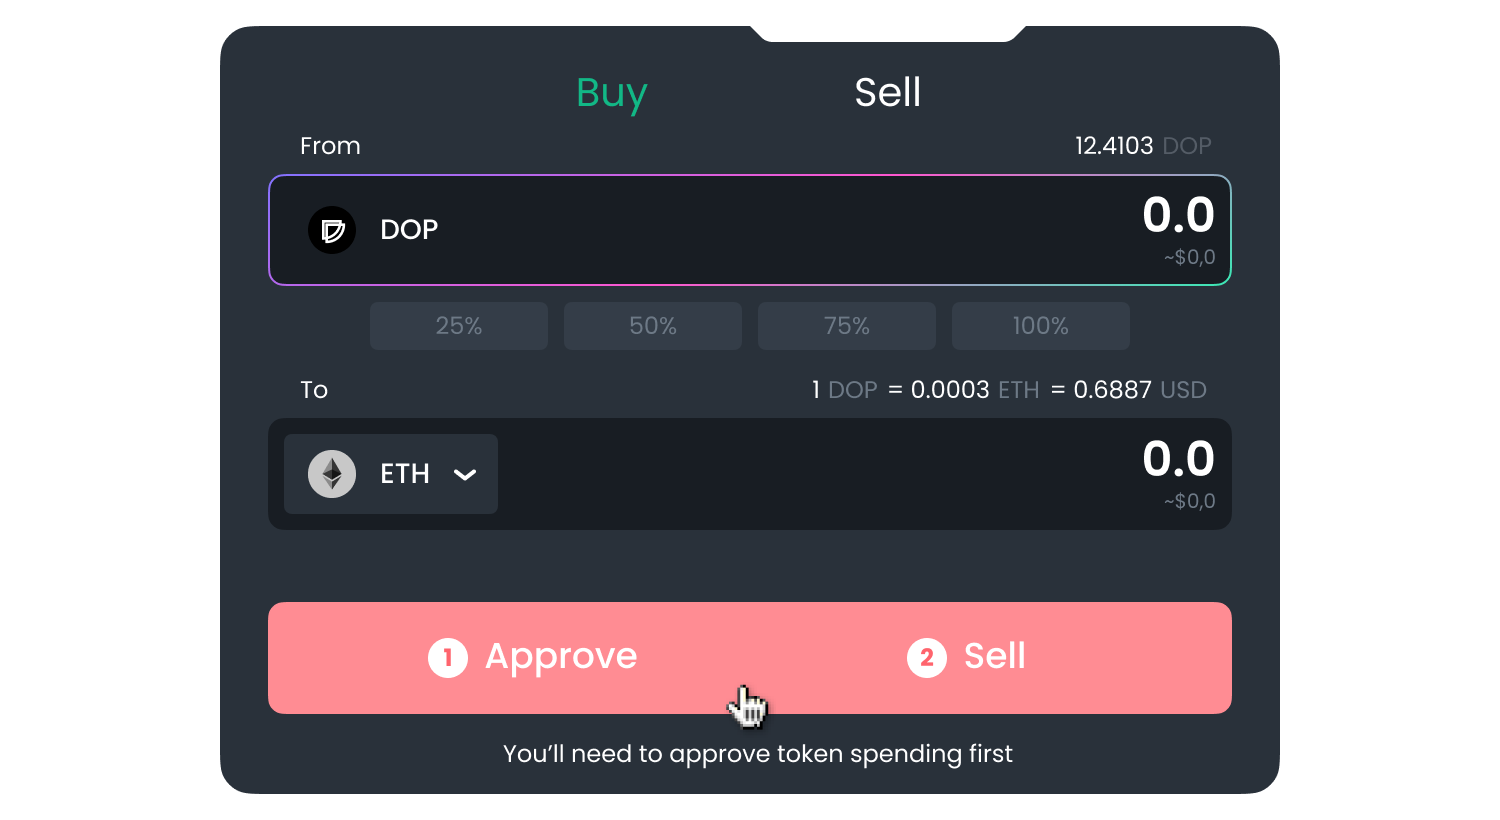 Buy Sell
From 12.4103 DOP
DOP 0.0
~$0,0
25% 50% 75% 100%
To 1 DOP = 0.0003 ETH = 0.6887 USD
ETH 0.0
~$0,0
1 Approve 2 Sell
You’ll need to approve token spending first